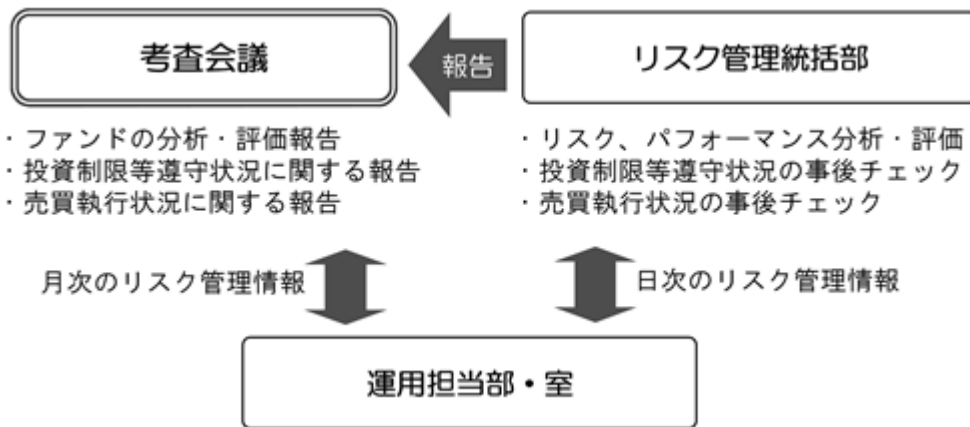 考査会議
報告
リスク管理統括部
・ファンドの分析・評価報告
・投資制限等遵守状況に関する報告
・売買執行状況に関する報告
・リスク、パフォーマンス分析・評価
・投資制限等遵守状況の事後チェック
・売買執行状況の事後チェック
月次のリスク管理情報
日次のリスク管理情報
運用担当部・室